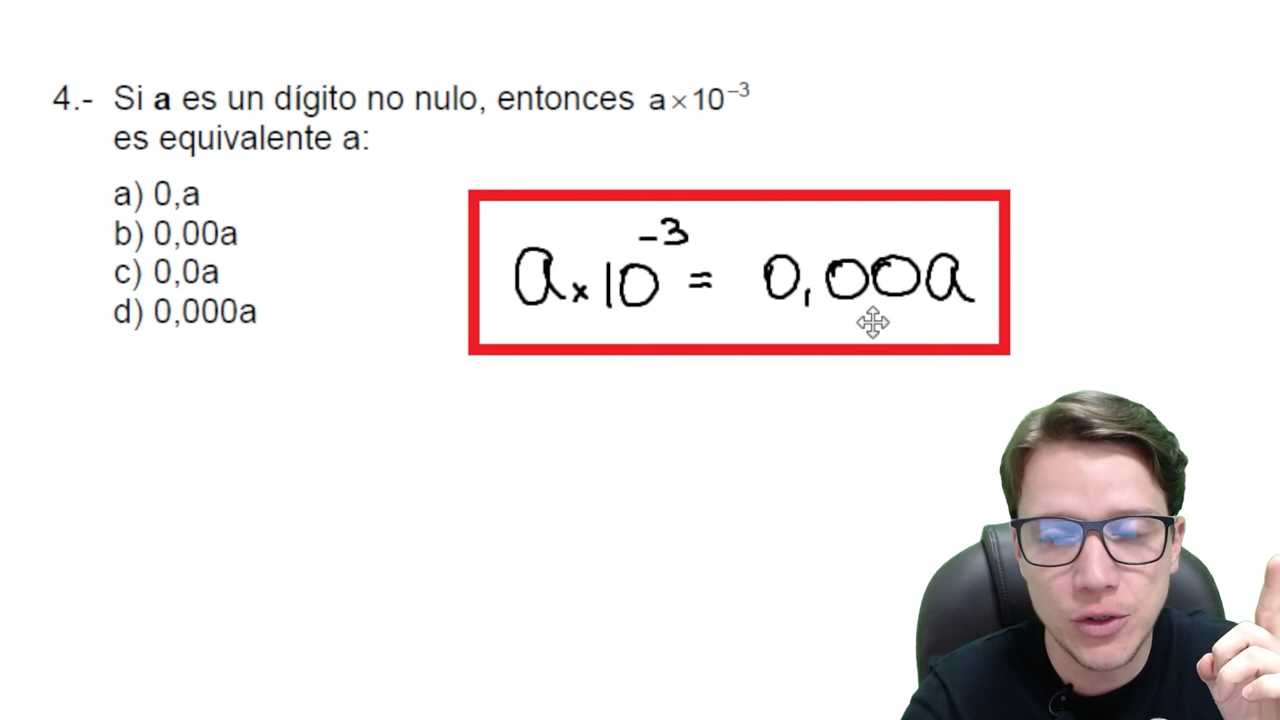 4.- Si a es un dígito no nulo, entonces a×10⁻³
es equivalente a:
a) 0,a
b) 0,00a
c) 0,0a
d) 0,000a
a×10⁻³ = 0,00a